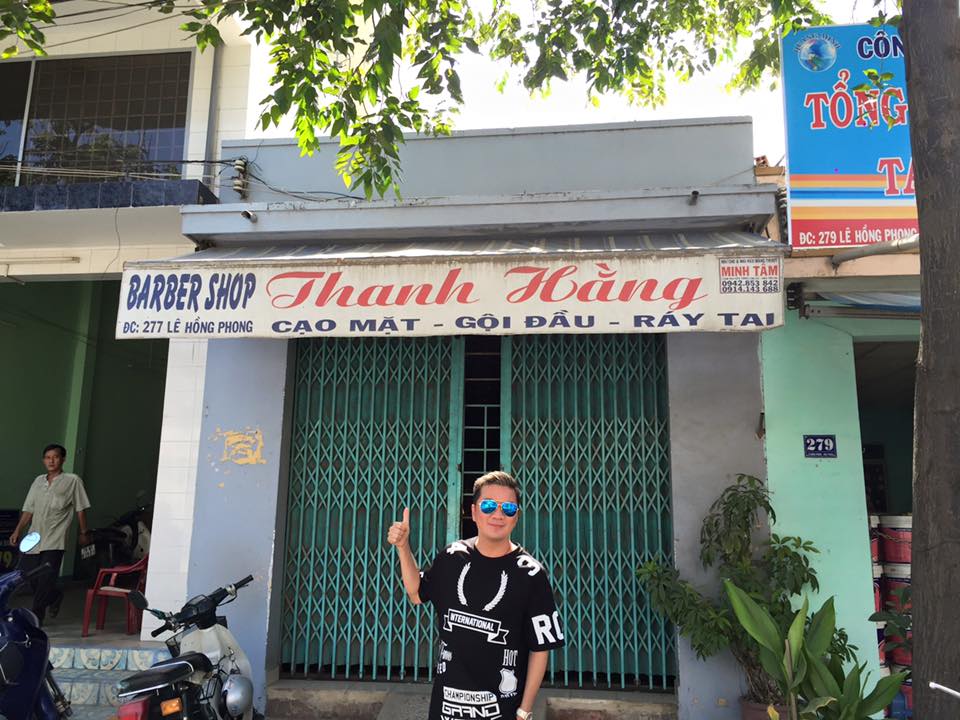 BARBER SHOP
ĐC: 277 LÊ HỒNG PHONG
Thanh Hằng
CẠO MẶT - GỘI ĐẦU - RÁY TAI
MINH TÂM
0942.853 842
0914.143 688
CÔN
TỔNG
TA
ĐC: 279 LÊ HỒNG PHONG
279
INTERNATIONAL
RO
HOT
CHAMPIONSHIP
GRAND